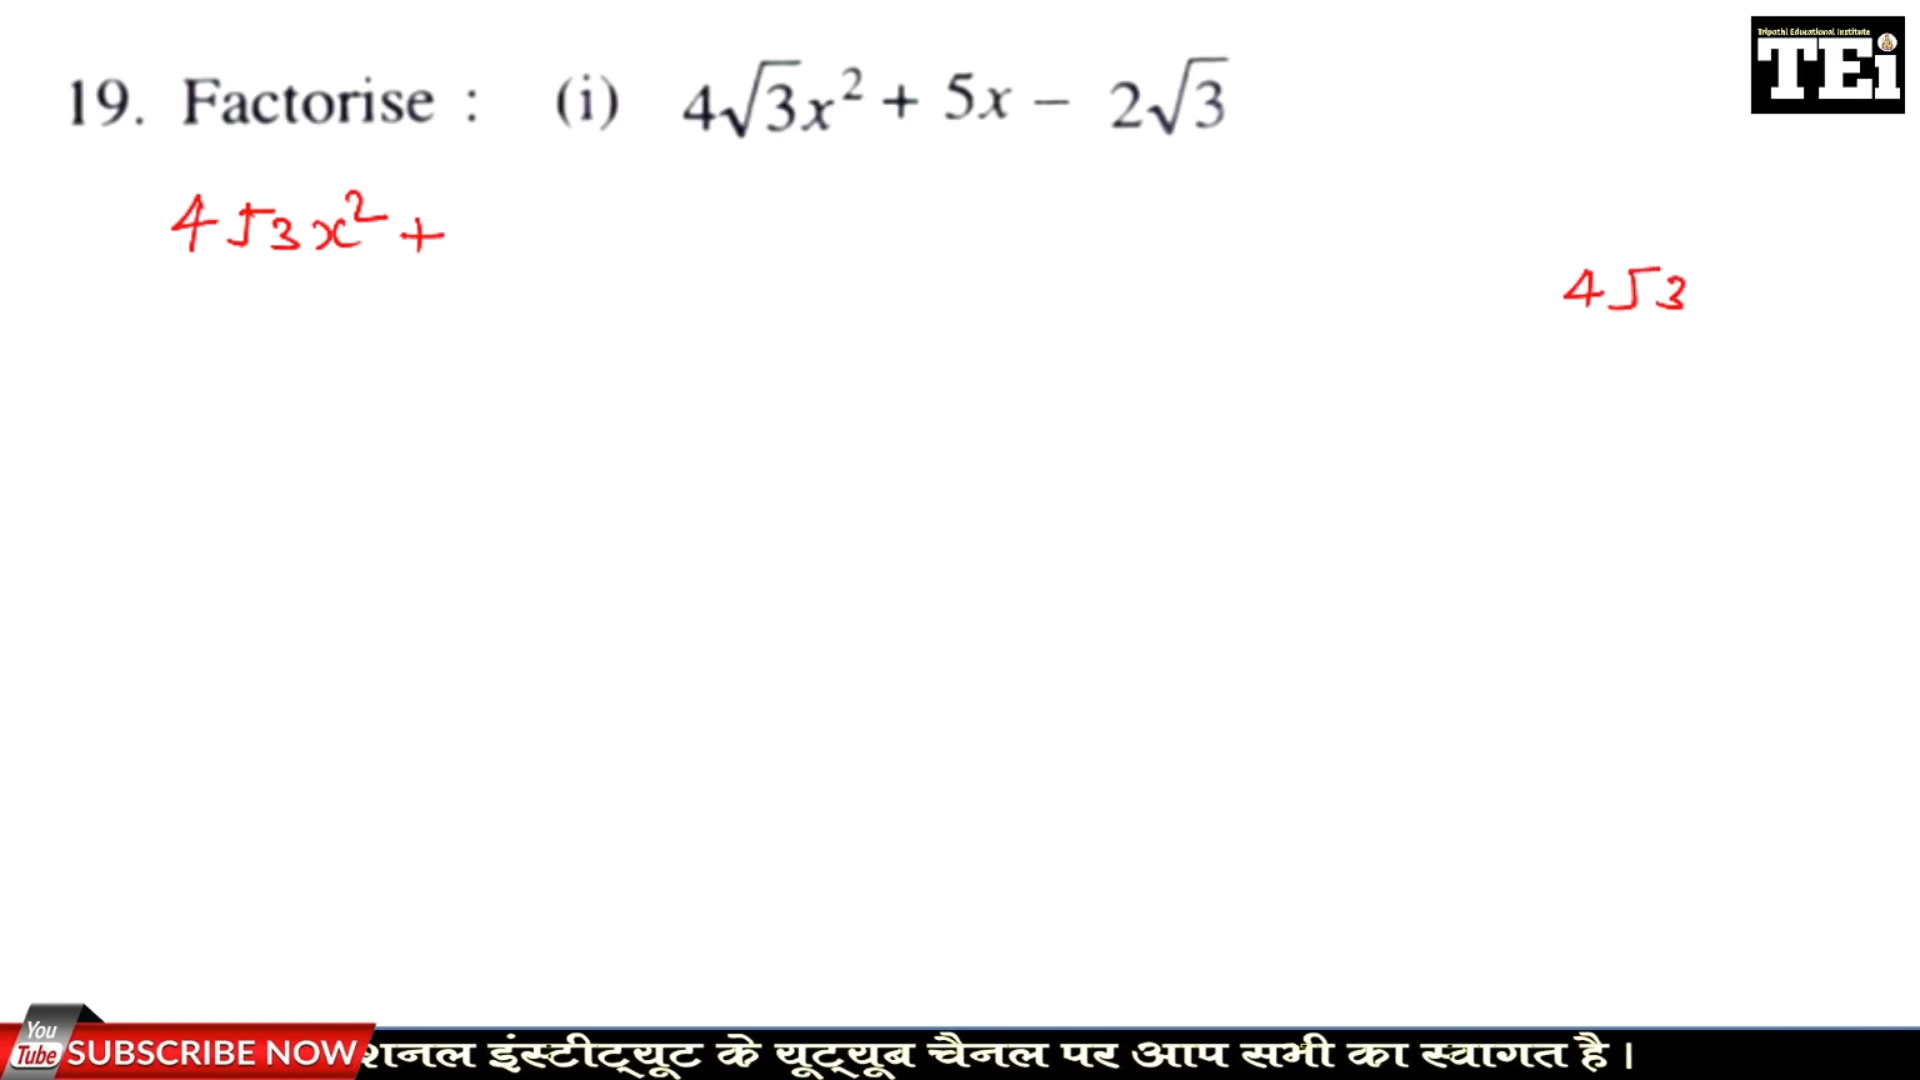 Tripathi Educational Institute
TEi
19. Factorise : (i) 4√3x² + 5x − 2√3
4√3x² +
4√3
You Tube SUBSCRIBE NOW शनल इंस्टीट्यूट के यूट्यूब चैनल पर आप सभी का स्वागत है।